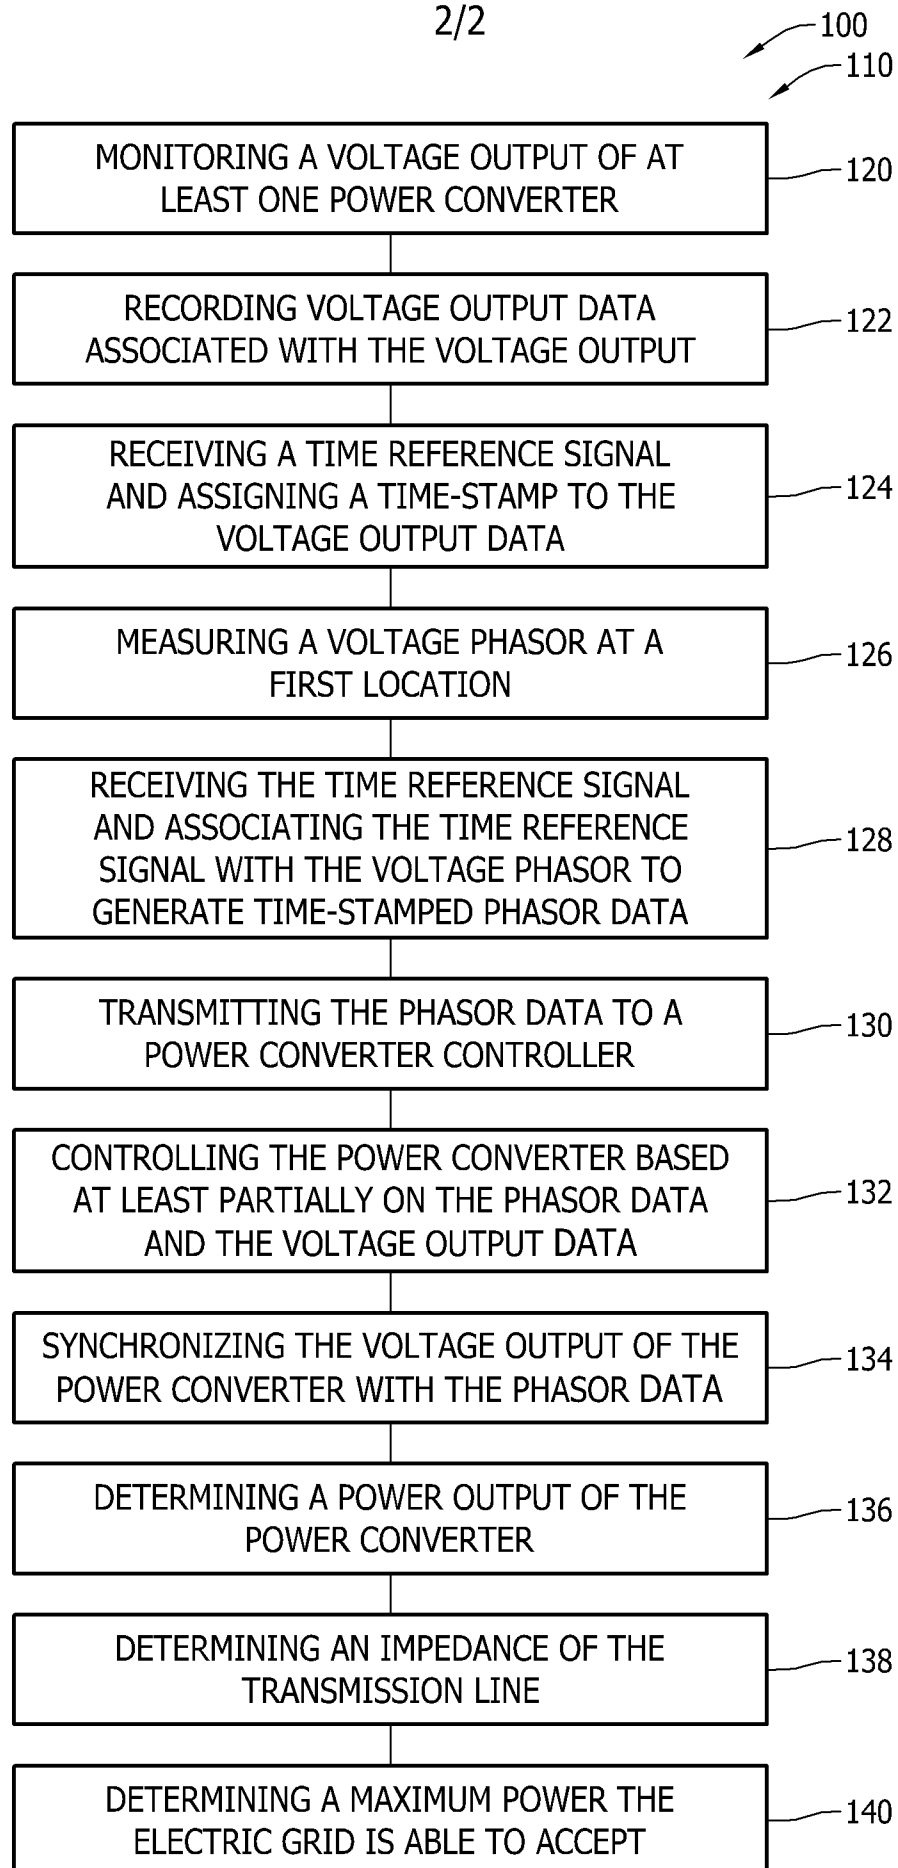 2/2
100
110
MONITORING A VOLTAGE OUTPUT OF AT
LEAST ONE POWER CONVERTER
120
RECORDING VOLTAGE OUTPUT DATA
ASSOCIATED WITH THE VOLTAGE OUTPUT
122
RECEIVING A TIME REFERENCE SIGNAL
AND ASSIGNING A TIME-STAMP TO THE
VOLTAGE OUTPUT DATA
124
MEASURING A VOLTAGE PHASOR AT A
FIRST LOCATION
126
RECEIVING THE TIME REFERENCE SIGNAL
AND ASSOCIATING THE TIME REFERENCE
SIGNAL WITH THE VOLTAGE PHASOR TO
GENERATE TIME-STAMPED PHASOR DATA
128
TRANSMITTING THE PHASOR DATA TO A
POWER CONVERTER CONTROLLER
130
CONTROLLING THE POWER CONVERTER BASED
AT LEAST PARTIALLY ON THE PHASOR DATA
AND THE VOLTAGE OUTPUT DATA
132
SYNCHRONIZING THE VOLTAGE OUTPUT OF THE
POWER CONVERTER WITH THE PHASOR DATA
134
DETERMINING A POWER OUTPUT OF THE
POWER CONVERTER
136
DETERMINING AN IMPEDANCE OF THE
TRANSMISSION LINE
138
DETERMINING A MAXIMUM POWER THE
ELECTRIC GRID IS ABLE TO ACCEPT
140